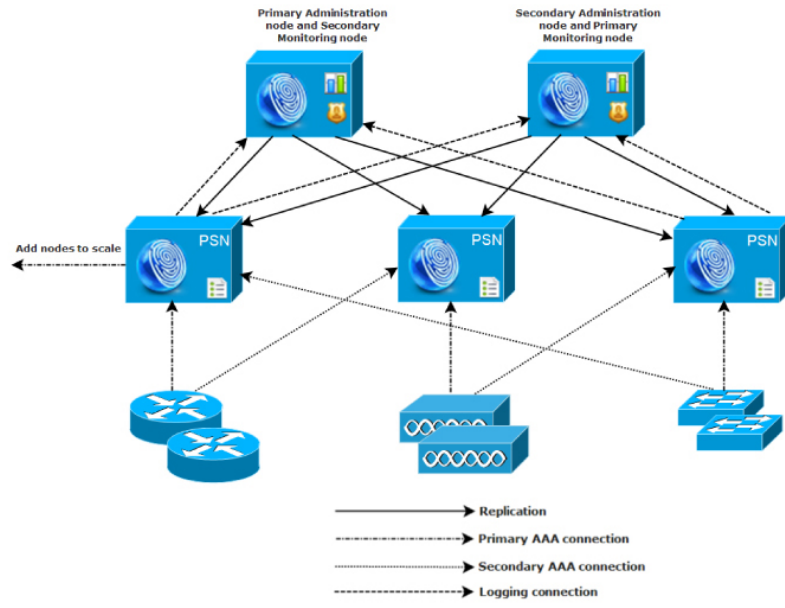 Primary Administration
node and Secondary
Monitoring node
Secondary Administration
node and Primary
Monitoring node
PSN
PSN
PSN
Add nodes to scale
Replication
Primary AAA connection
Secondary AAA connection
Logging connection